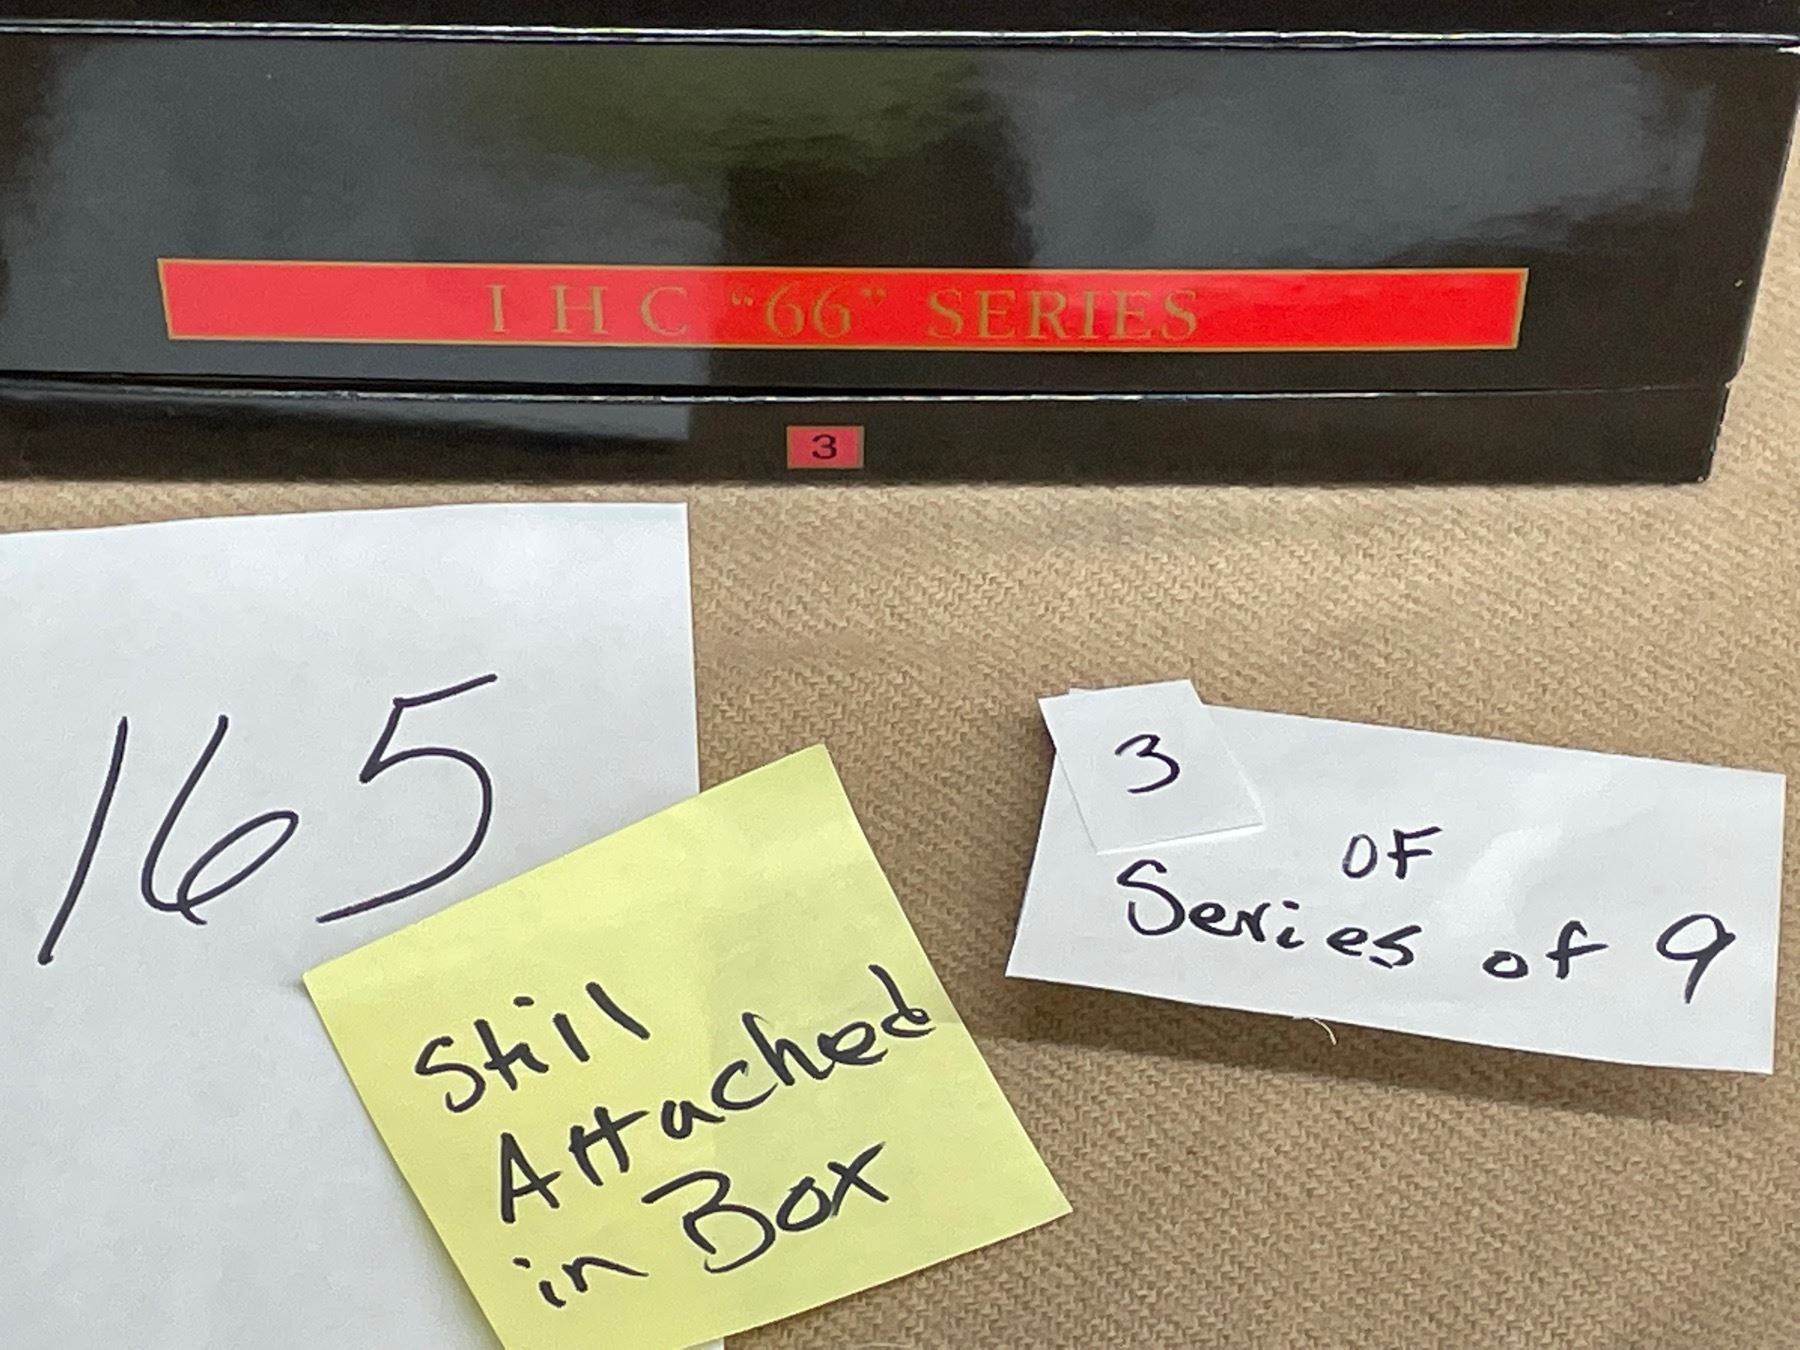 I H C “66” SERIES
3
165
Still
Attached
in Box
3
OF
Series of 9